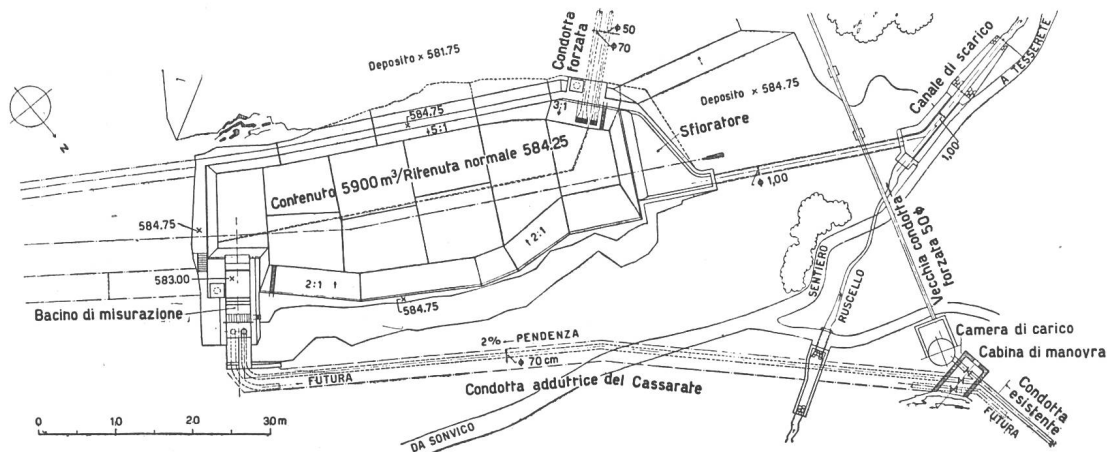 φ50
φ70
Condotta
forzata
Deposito × 581.75
Deposito × 584.75
584.75
5:1
3:1
Sfioratore
Canale di scarico
A TESSERETE
1,00
N
Contenuto 5900 m³/Ritenuta normale 584.25
φ 1,00
584.75
583.00
2:1
2:1
584.75
Bacino di misurazione
SENTIERO
RUSCELLO
Vecchia condotta
forzata 50φ
Camera di carico
Cabina di manovra
2% ← PENDENZA
φ 70 cm
FUTURA
Condotta adduttrice del Cassarate
Condotta
esistente
FUTURA
DA SONVICO
0 10 20 30 m